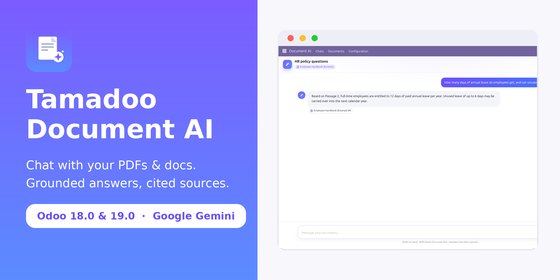 Tamadoo
Document AI
Chat with your PDFs & docs.
Grounded answers, cited sources.
Odoo 18.0 & 19.0 · Google Gemini
Document AI Chats Documents Configuration
HR policy questions
How many days of annual leave do employees get, and can unused
Based on Passage 2, full-time employees are entitled to 12 days of paid annual leave per year. Unused leave of up to 6 days may be
carried over into the next calendar year.